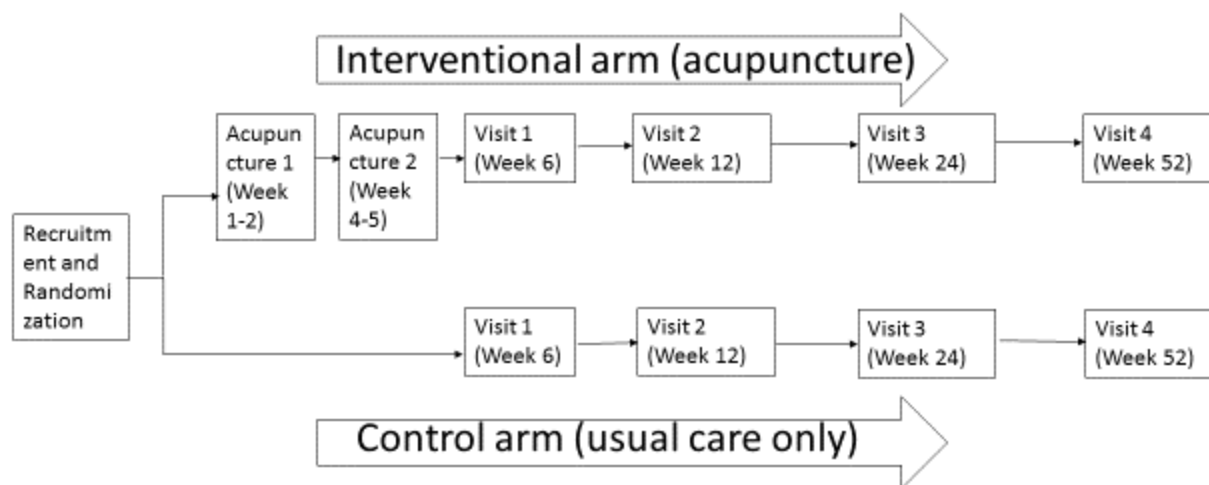 Interventional arm (acupuncture)
Acupun
cture 1
(Week
1-2)
Acupun
cture 2
(Week
4-5)
Visit 1
(Week 6)
Visit 2
(Week 12)
Visit 3
(Week 24)
Visit 4
(Week 52)
Recruitm
ent and
Randomi
zation
Visit 1
(Week 6)
Visit 2
(Week 12)
Visit 3
(Week 24)
Visit 4
(Week 52)
Control arm (usual care only)